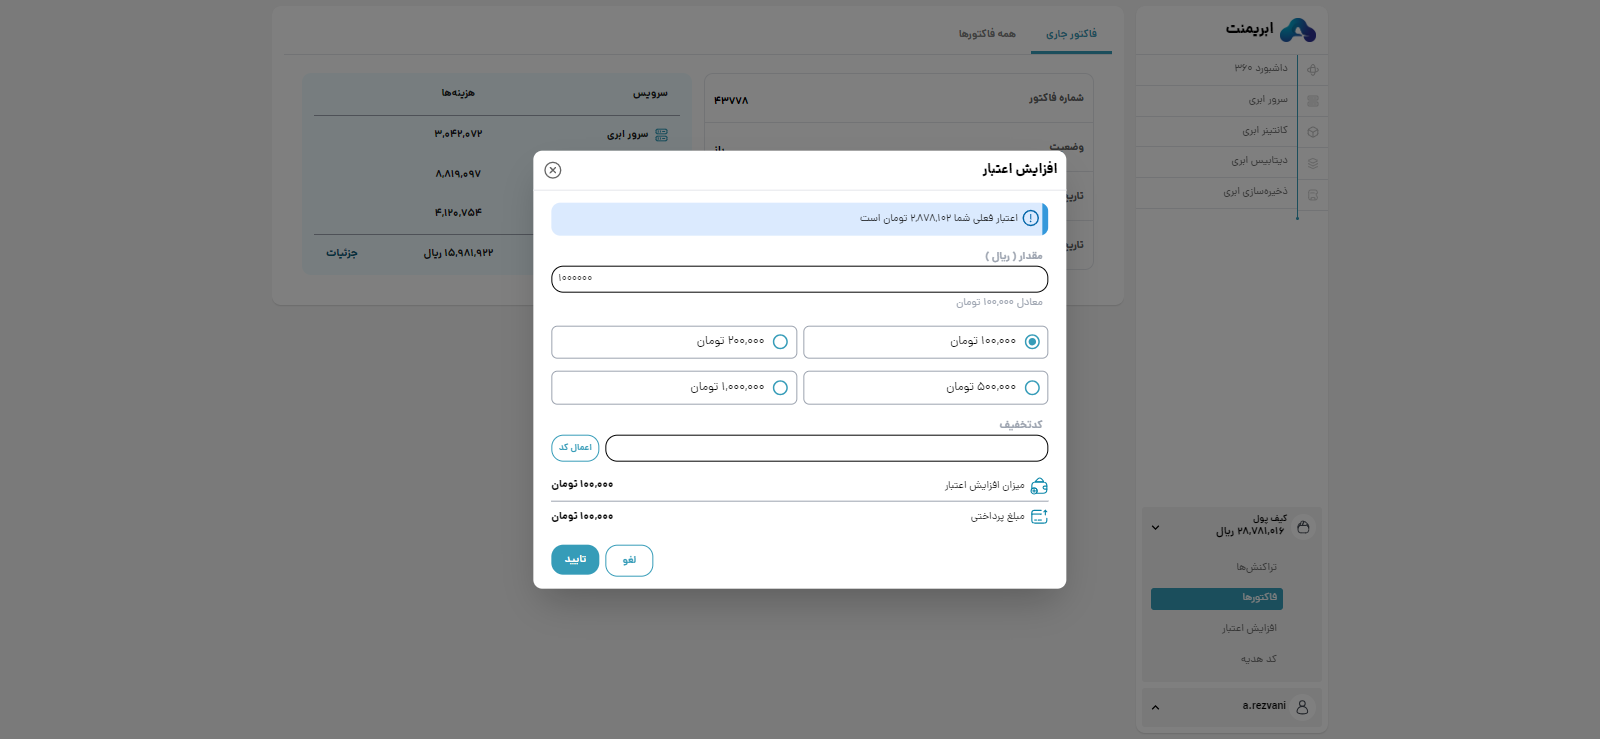 ابریمنت
داشبورد ۳۶۰
سرور ابری
کانتینر ابری
دیتابیس ابری
ذخیره‌سازی ابری
کیف پول
۲۸,۷۸۱,۰۱۶ ریال
تراکنش‌ها
فاکتورها
افزایش اعتبار
کد هدیه
a.rezvani
فاکتور جاری همه فاکتورها
شماره فاکتور ۴۳۷۷۸
وضعیت
سرویس هزینه‌ها
سرور ابری ۳,۰۴۲,۰۷۲
۸,۸۱۹,۰۹۷
۴,۱۲۰,۷۵۴
۱۵,۹۸۱,۹۲۲ ریال جزئیات
افزایش اعتبار
اعتبار فعلی شما ۲,۸۷۸,۱۰۲ تومان است
مقدار ( ریال )
۱۰۰۰۰۰۰
معادل ۱۰۰,۰۰۰ تومان
۱۰۰,۰۰۰ تومان ۲۰۰,۰۰۰ تومان
۵۰۰,۰۰۰ تومان ۱,۰۰۰,۰۰۰ تومان
کدتخفیف
اعمال کد
میزان افزایش اعتبار ۱۰۰,۰۰۰ تومان
مبلغ پرداختی ۱۰۰,۰۰۰ تومان
لغو تایید